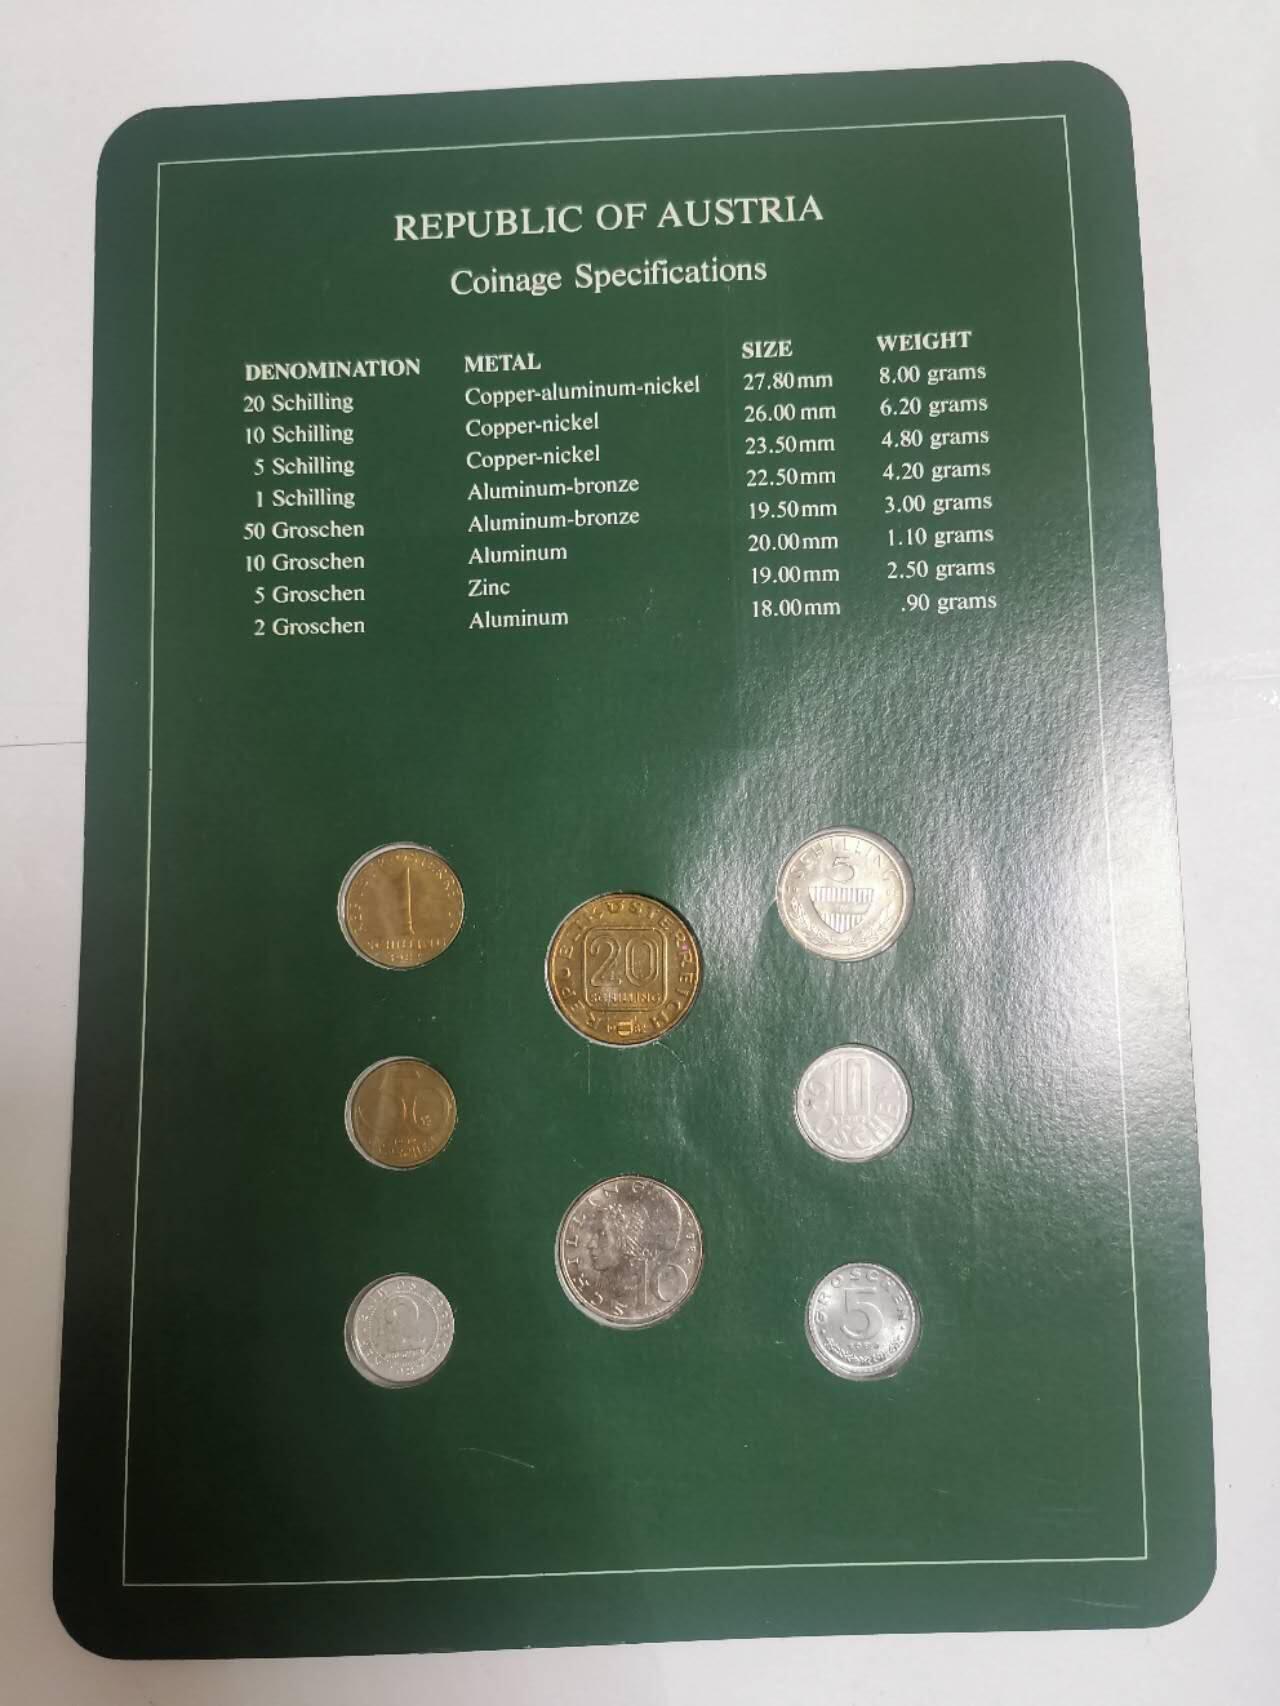 REPUBLIC OF AUSTRIA
Coinage Specifications
DENOMINATION METAL SIZE WEIGHT
20 Schilling Copper-aluminum-nickel 27.80mm 8.00 grams
10 Schilling Copper-nickel 26.00 mm 6.20 grams
5 Schilling Copper-nickel 23.50mm 4.80 grams
1 Schilling Aluminum-bronze 22.50mm 4.20 grams
50 Groschen Aluminum-bronze 19.50mm 3.00 grams
10 Groschen Aluminum 20.00mm 1.10 grams
5 Groschen Zinc 19.00mm 2.50 grams
2 Groschen Aluminum 18.00mm .90 grams
1
SCHILLING
REPUBLIK ÖSTERREICH
20
SCHILLING
SCHILLING
5
50
10
SCHILLING
10
2
GROSCHEN
5